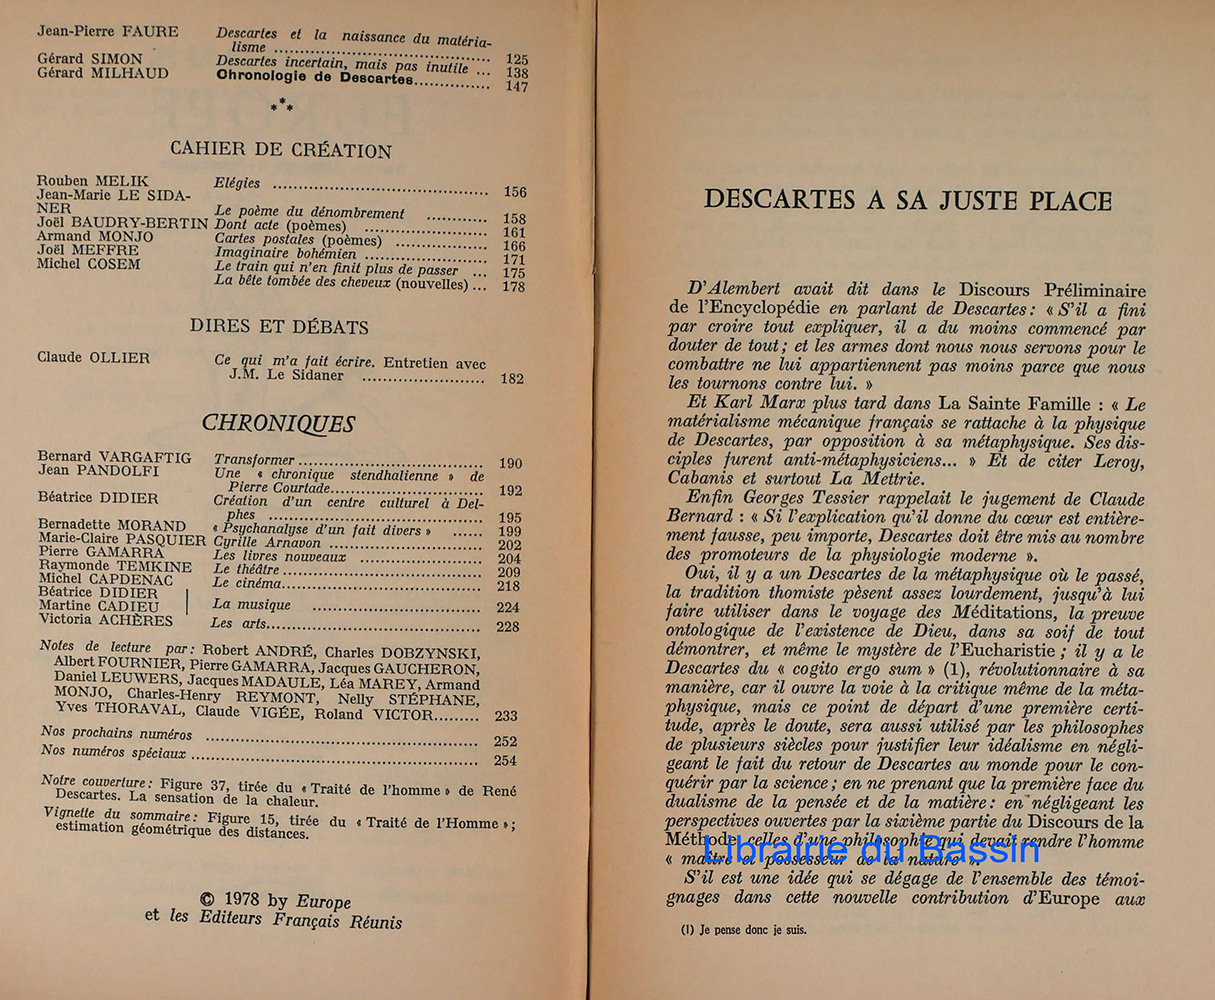 Jean-Pierre FAURE Descartes et la naissance du matéria-
lisme ........ 125
Gérard SIMON Descartes incertain, mais pas inutile ... 138
Gérard MILHAUD Chronologie de Descartes............... 147
***
CAHIER DE CRÉATION
Rouben MELIK Elégies ........ 156
Jean-Marie LE SIDA-
NER Le poème du dénombrement ........... 158
Joël BAUDRY-BERTIN Dont acte (poèmes) ........ 161
Armand MONJO Cartes postales (poèmes) ........ 166
Joël MEFFRE Imaginaire bohémien ........ 171
Michel COSEM Le train qui n'en finit plus de passer ... 175
La bête tombée des cheveux (nouvelles) ... 178
DIRES ET DÉBATS
Claude OLLIER Ce qui m'a fait écrire. Entretien avec
J.M. Le Sidaner ........ 182
CHRONIQUES
Bernard VARGAFTIG Transformer ........ 190
Jean PANDOLFI Une « chronique stendhalienne » de
Pierre Courtade........ 192
Béatrice DIDIER Création d'un centre culturel à Del-
phes ........ 195
Bernadette MORAND « Psychanalyse d'un fait divers » ...... 199
Marie-Claire PASQUIER Cyrille Arnavon ........ 202
Pierre GAMARRA Les livres nouveaux ........ 204
Raymonde TEMKINE Le théâtre ........ 209
Michel CAPDENAC Le cinéma........ 218
Béatrice DIDIER
Martine CADIEU La musique ........ 224
Victoria ACHÈRES Les arts........ 228
Notes de lecture par : Robert ANDRÉ, Charles DOBZYNSKI,
Albert FOURNIER, Pierre GAMARRA, Jacques GAUCHERON,
Daniel LEUWERS, Jacques MADAULE, Léa MAREY, Armand
MONJO, Charles-Henry REYMONT, Nelly STÉPHANE,
Yves THORAVAL, Claude VIGÉE, Roland VICTOR......... 233
Nos prochains numéros ........ 252
Nos numéros spéciaux ........ 254
Notre couverture : Figure 37, tirée du « Traité de l'homme » de René
Descartes. La sensation de la chaleur.
Vignette du sommaire : Figure 15, tirée du « Traité de l'Homme » ;
estimation géométrique des distances.
© 1978 by Europe
et les Editeurs Français Réunis
DESCARTES A SA JUSTE PLACE
D'Alembert avait dit dans le Discours Préliminaire
de l'Encyclopédie en parlant de Descartes : « S'il a fini
par croire tout expliquer, il a du moins commencé par
douter de tout ; et les armes dont nous nous servons pour le
combattre ne lui appartiennent pas moins parce que nous
les tournons contre lui. »
Et Karl Marx plus tard dans La Sainte Famille : « Le
matérialisme mécanique français se rattache à la physique
de Descartes, par opposition à sa métaphysique. Ses dis-
ciples furent anti-métaphysiciens... » Et de citer Leroy,
Cabanis et surtout La Mettrie.
Enfin Georges Tessier rappelait le jugement de Claude
Bernard : « Si l'explication qu'il donne du cœur est entière-
ment fausse, peu importe, Descartes doit être mis au nombre
des promoteurs de la physiologie moderne ».
Oui, il y a un Descartes de la métaphysique où le passé,
la tradition thomiste pèsent assez lourdement, jusqu'à lui
faire utiliser dans le voyage des Méditations, la preuve
ontologique de l'existence de Dieu, dans sa soif de tout
démontrer, et même le mystère de l'Eucharistie ; il y a le
Descartes du « cogito ergo sum » (1), révolutionnaire à sa
manière, car il ouvre la voie à la critique même de la méta-
physique, mais ce point de départ d'une première certi-
tude, après le doute, sera aussi utilisé par les philosophes
de plusieurs siècles pour justifier leur idéalisme en négli-
geant le fait du retour de Descartes au monde pour le con-
quérir par la science ; en ne prenant que la première face du
dualisme de la pensée et de la matière : en négligeant les
perspectives ouvertes par la sixième partie du Discours de la
Méthode, celles d'une philosophie qui devait rendre l'homme
« maître et possesseur de la nature ».
Librairie du Bassin
S'il est une idée qui se dégage de l'ensemble des témoi-
gnages dans cette nouvelle contribution d'Europe aux
(1) Je pense donc je suis.